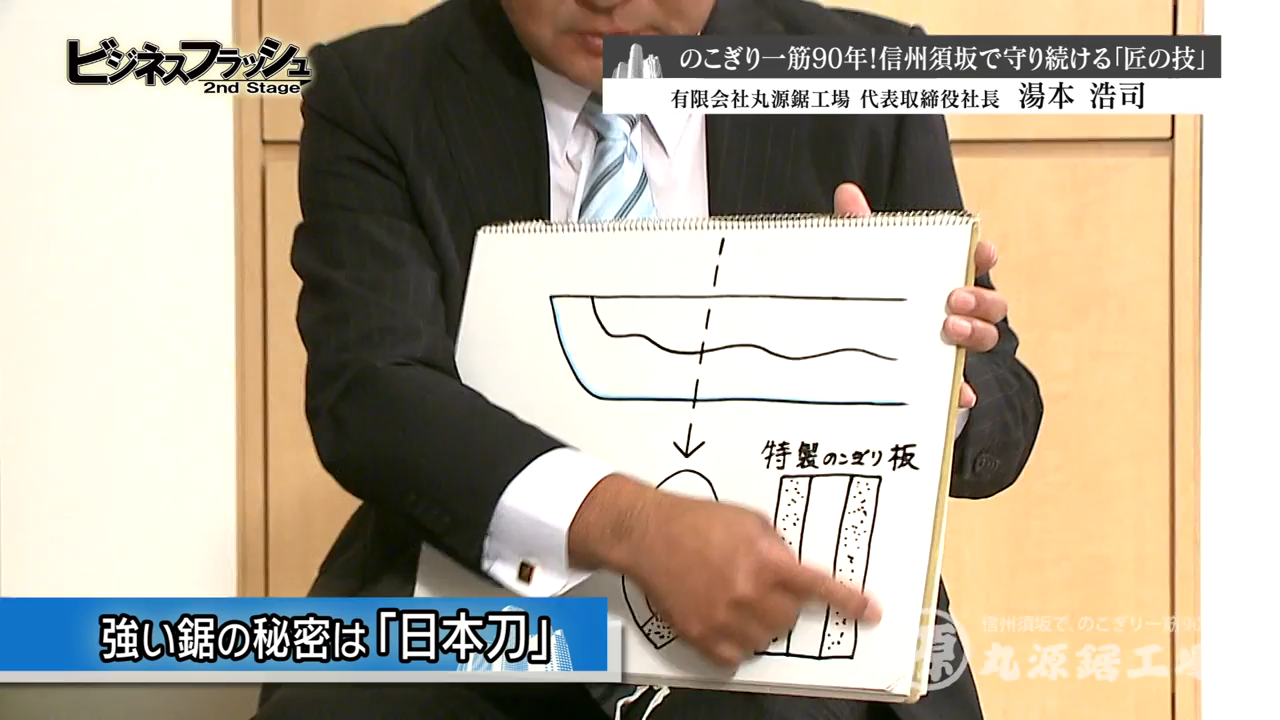 ビジネスフラッシュ
2nd Stage
のこぎり一筋90年!信州須坂で守り続ける「匠の技」
有限会社丸源鋸工場 代表取締役社長 湯本 浩司
特製のこぎり板
強い鋸の秘密は「日本刀」
信州須坂で、のこぎり一筋90
源 丸源鋸工場